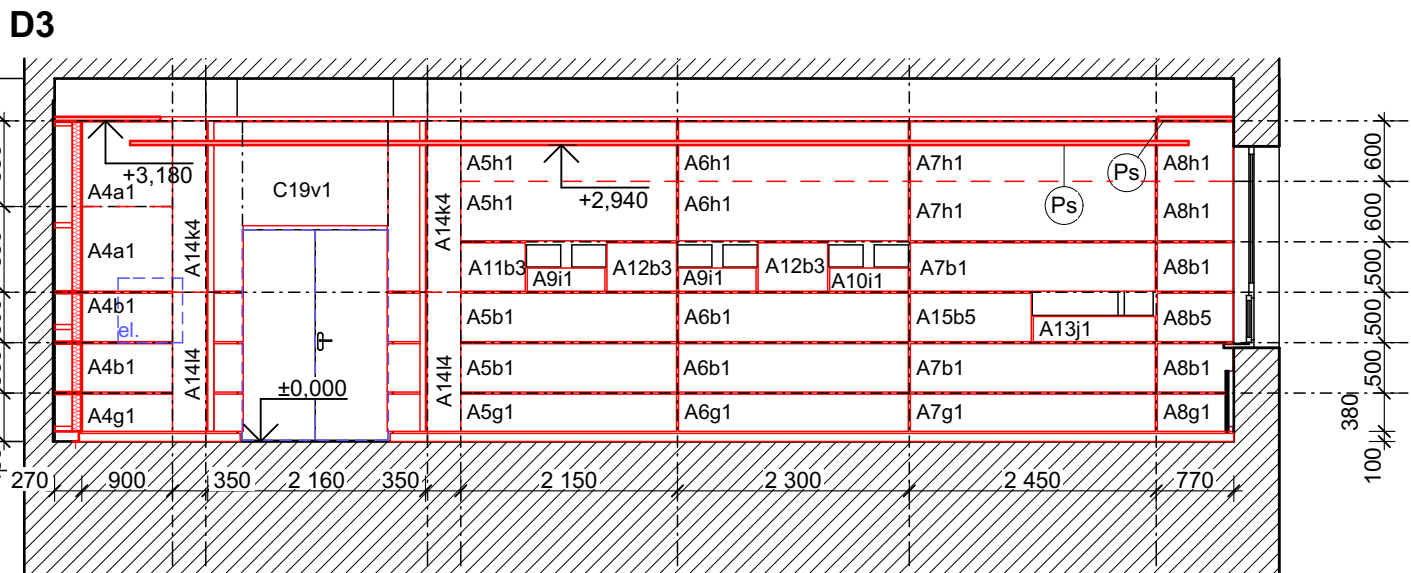 D3
+3,180
A4a1
A4a1
A4b1
el.
A4b1
A4g1
A14k4
A14l4
C19v1
±0,000
A14k4
A14l4
A5h1
A5h1
+2,940
A6h1
A6h1
A7h1
A7h1
Ps
Ps
A8h1
A8h1
A11b3
A9i1
A12b3
A9i1
A12b3
A10i1
A7b1
A8b1
A5b1
A6b1
A15b5
A13j1
A8b5
A5b1
A6b1
A7b1
A8b1
A5g1
A6g1
A7g1
A8g1
270
900
350
2 160
350
2 150
2 300
2 450
770
600
600
500
500
500
380
100